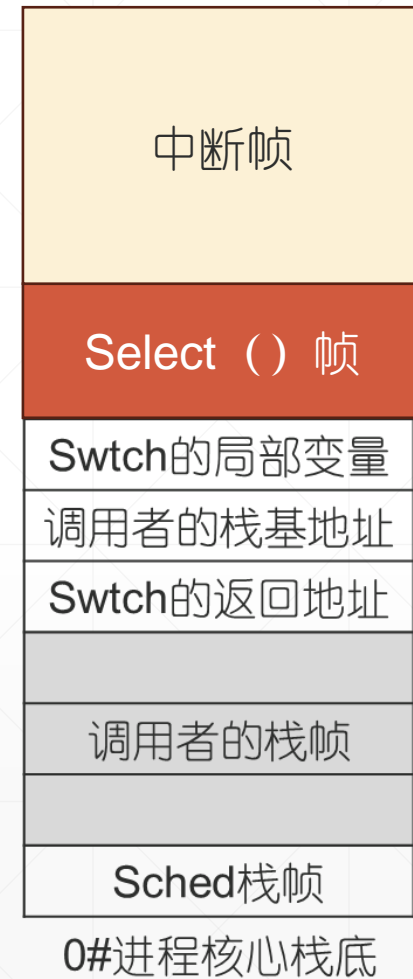 中断帧
Select（）帧
Swtch的局部变量
调用者的栈基地址
Swtch的返回地址
调用者的栈帧
Sched栈帧
0#进程核心栈底